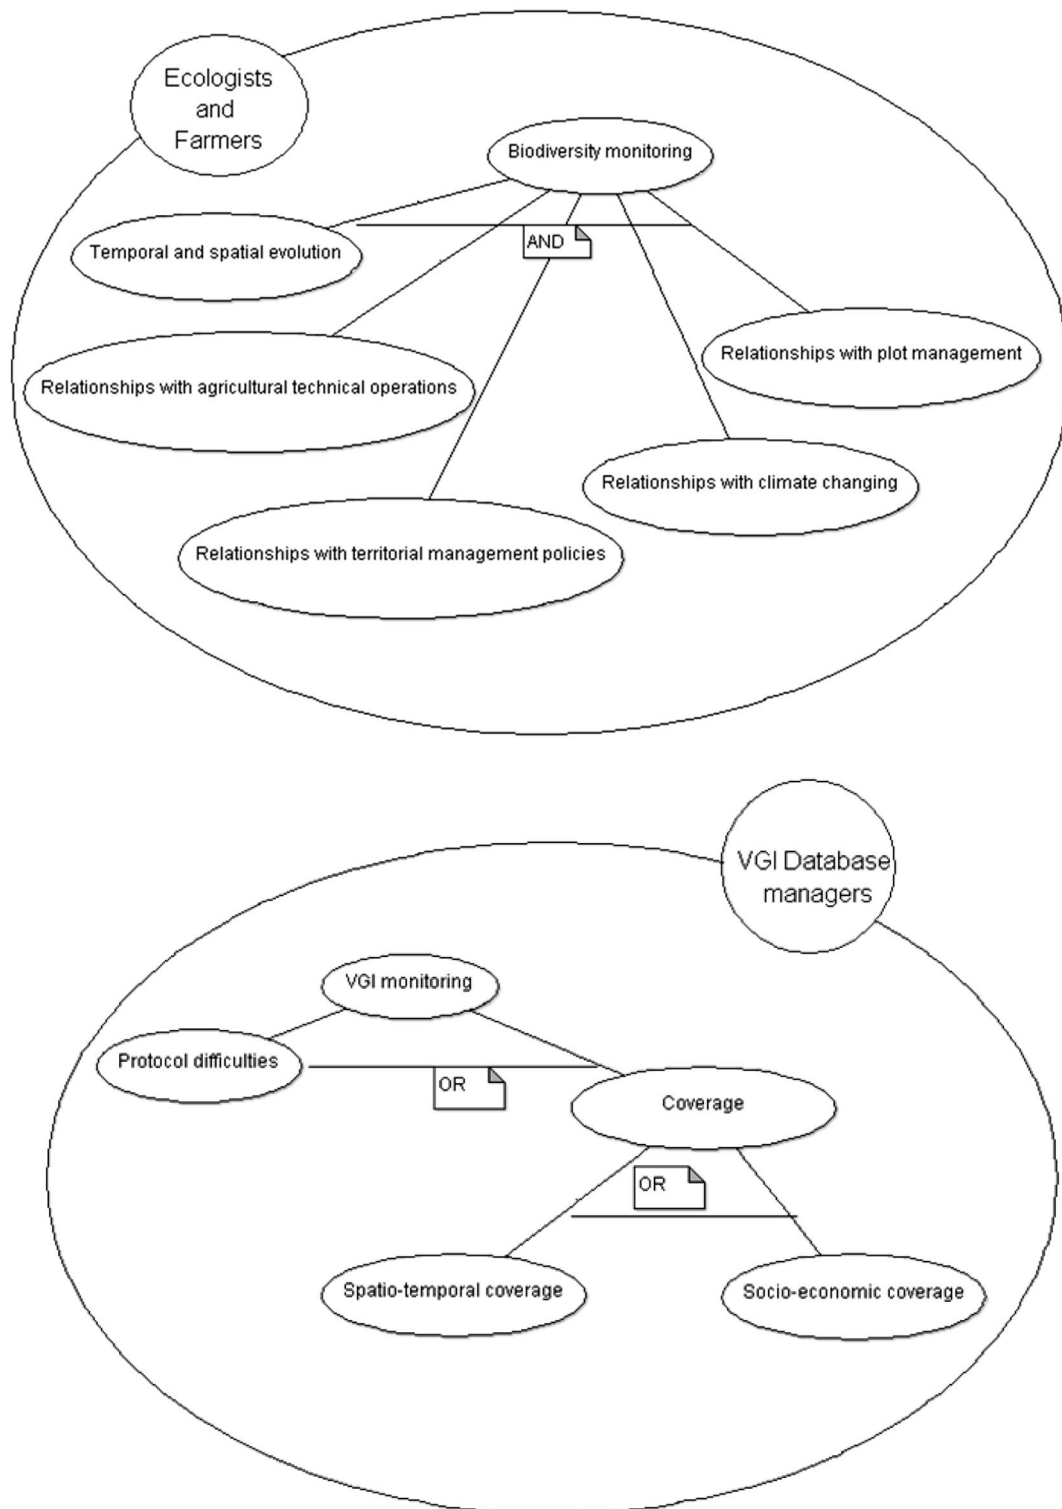 Ecologists
and
Farmers
Biodiversity monitoring
AND
Temporal and spatial evolution
Relationships with plot management
Relationships with agricultural technical operations
Relationships with climate changing
Relationships with territorial management policies
VGI Database
managers
VGI monitoring
Protocol difficulties
OR
Coverage
OR
Spatio-temporal coverage
Socio-economic coverage